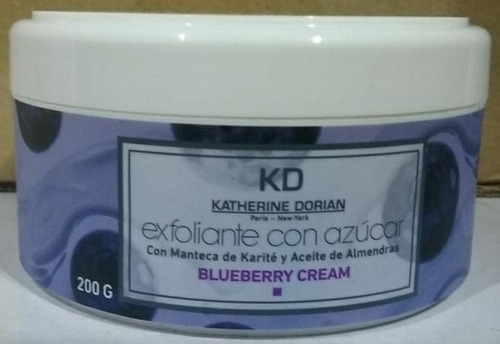 KD
KATHERINE DORIAN
Paris - New-York
exfoliante con azúcar
Con Manteca de Karité y Aceite de Almendras
BLUEBERRY CREAM
200 G